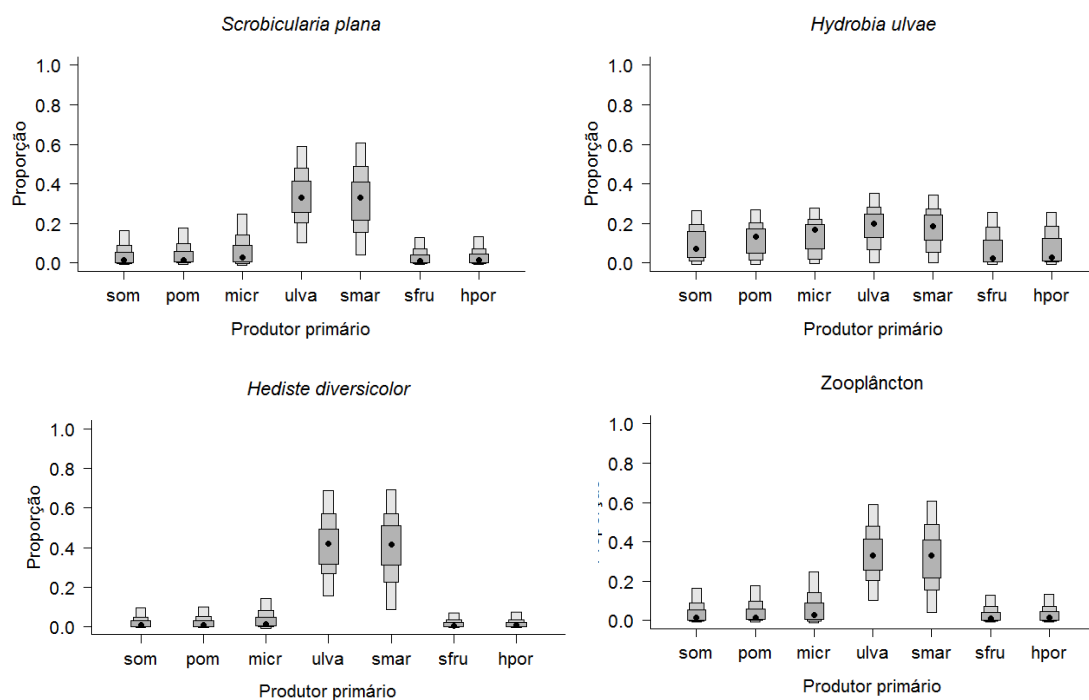 Scrobicularia plana
Proporção
1.0
0.8
0.6
0.4
0.2
0.0
som pom micr ulva smar sfru hpor
Produtor primário
Hydrobia ulvae
Proporção
1.0
0.8
0.6
0.4
0.2
0.0
som pom micr ulva smar sfru hpor
Produtor primário
Hediste diversicolor
Proporção
1.0
0.8
0.6
0.4
0.2
0.0
som pom micr ulva smar sfru hpor
Produtor primário
Zooplâncton
1.0
0.8
0.6
0.4
0.2
0.0
som pom micr ulva smar sfru hpor
Produtor primário